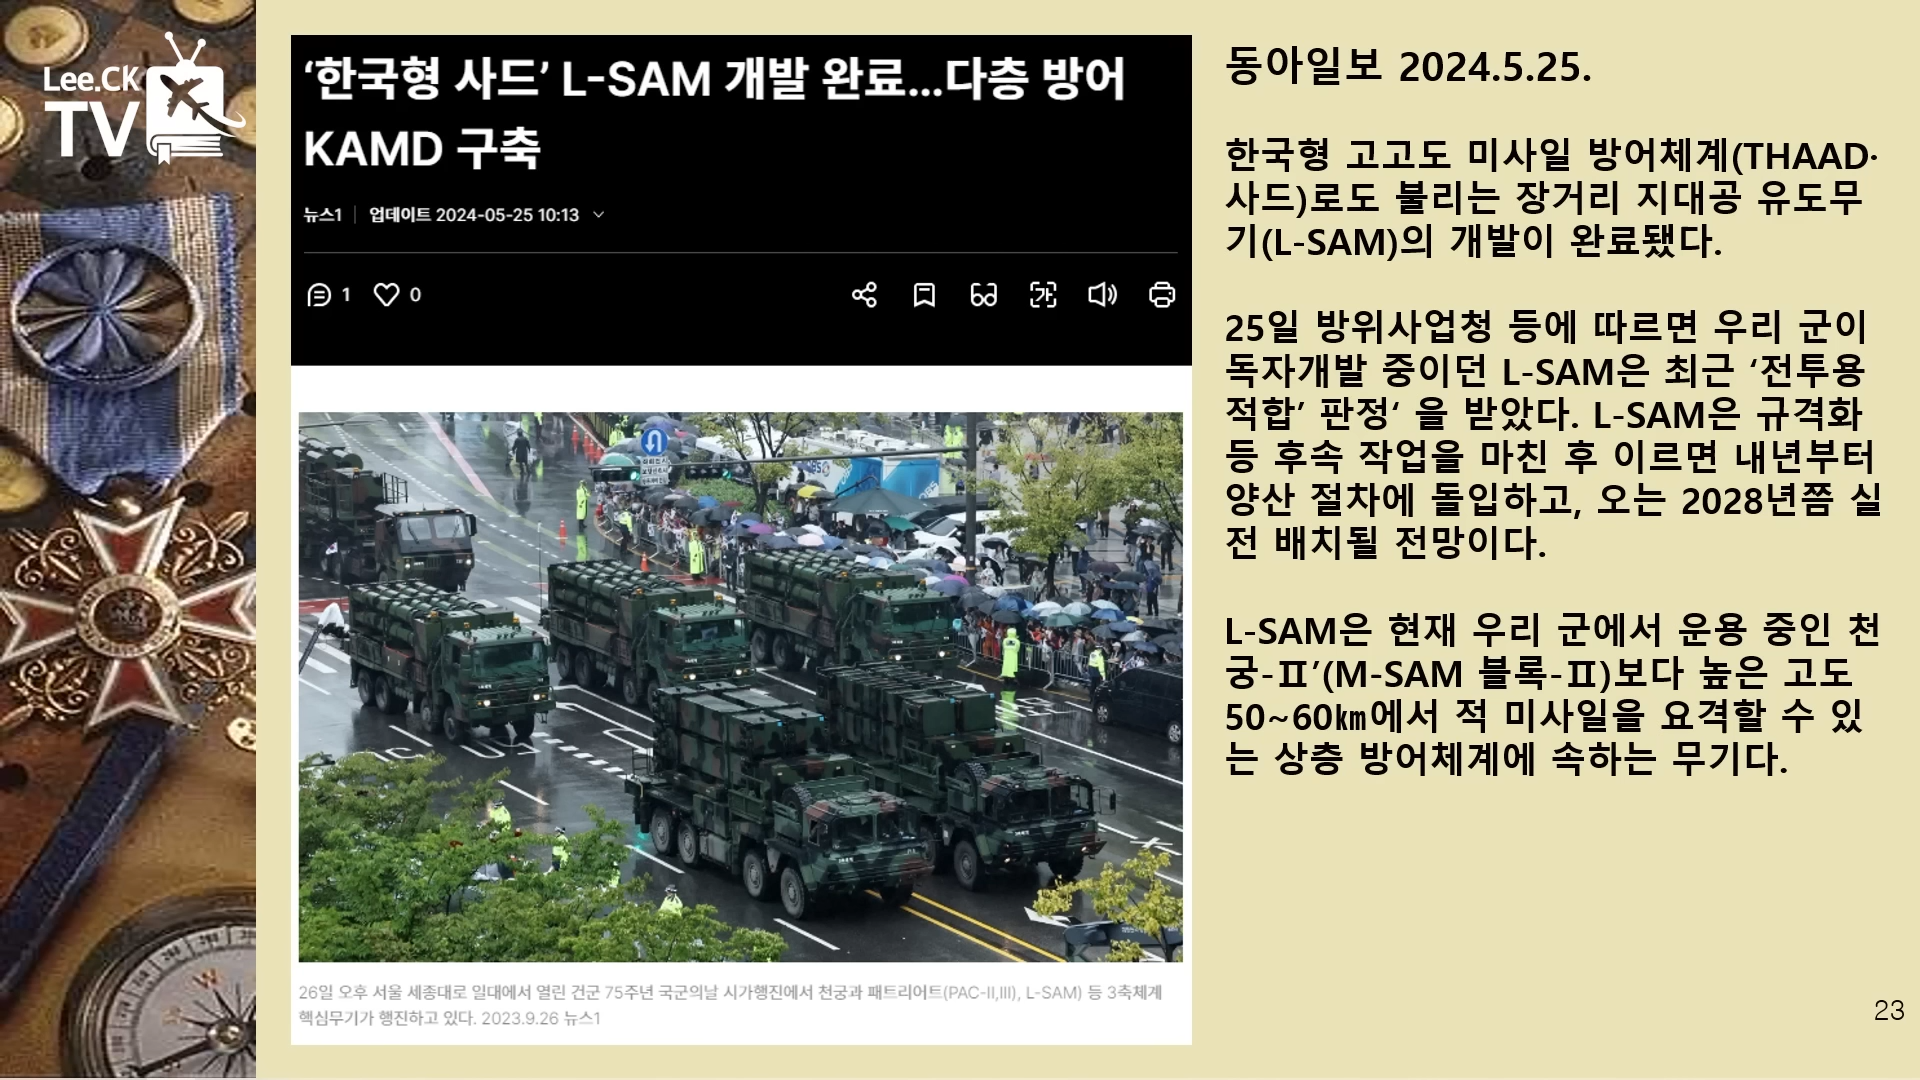 Lee.CK
TV
‘한국형 사드’ L-SAM 개발 완료...다층 방어
KAMD 구축
뉴스1 | 업데이트 2024-05-25 10:13
1 0
가
26일 오후 서울 세종대로 일대에서 열린 건군 75주년 국군의날 시가행진에서 천궁과 패트리어트(PAC-II,III), L-SAM) 등 3축체계
핵심무기가 행진하고 있다. 2023.9.26 뉴스1
동아일보 2024.5.25.
한국형 고고도 미사일 방어체계(THAAD·
사드)로도 불리는 장거리 지대공 유도무
기(L-SAM)의 개발이 완료됐다.
25일 방위사업청 등에 따르면 우리 군이
독자개발 중이던 L-SAM은 최근 ‘전투용
적합’ 판정‘ 을 받았다. L-SAM은 규격화
등 후속 작업을 마친 후 이르면 내년부터
양산 절차에 돌입하고, 오는 2028년쯤 실
전 배치될 전망이다.
L-SAM은 현재 우리 군에서 운용 중인 천
궁-Ⅱ’(M-SAM 블록-Ⅱ)보다 높은 고도
50~60㎞에서 적 미사일을 요격할 수 있
는 상층 방어체계에 속하는 무기다.
23